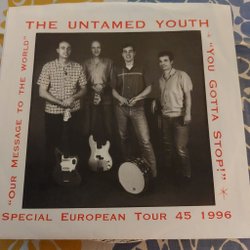 THE UNTAMED YOUTH
"OUR MESSAGE TO THE WORLD"
"YOU GOTTA STOP!"
SPECIAL EUROPEAN TOUR 45 1996